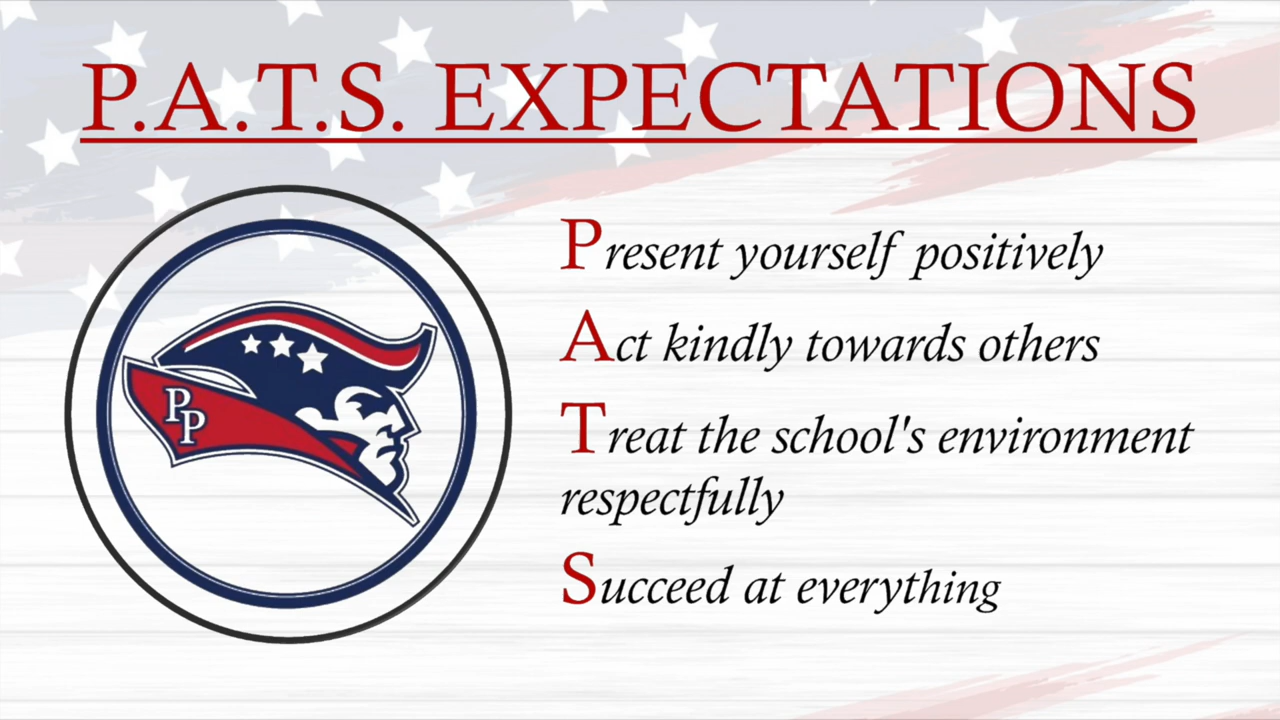 P.A.T.S. EXPECTATIONS
PP
Present yourself positively
Act kindly towards others
Treat the school's environment
respectfully
Succeed at everything